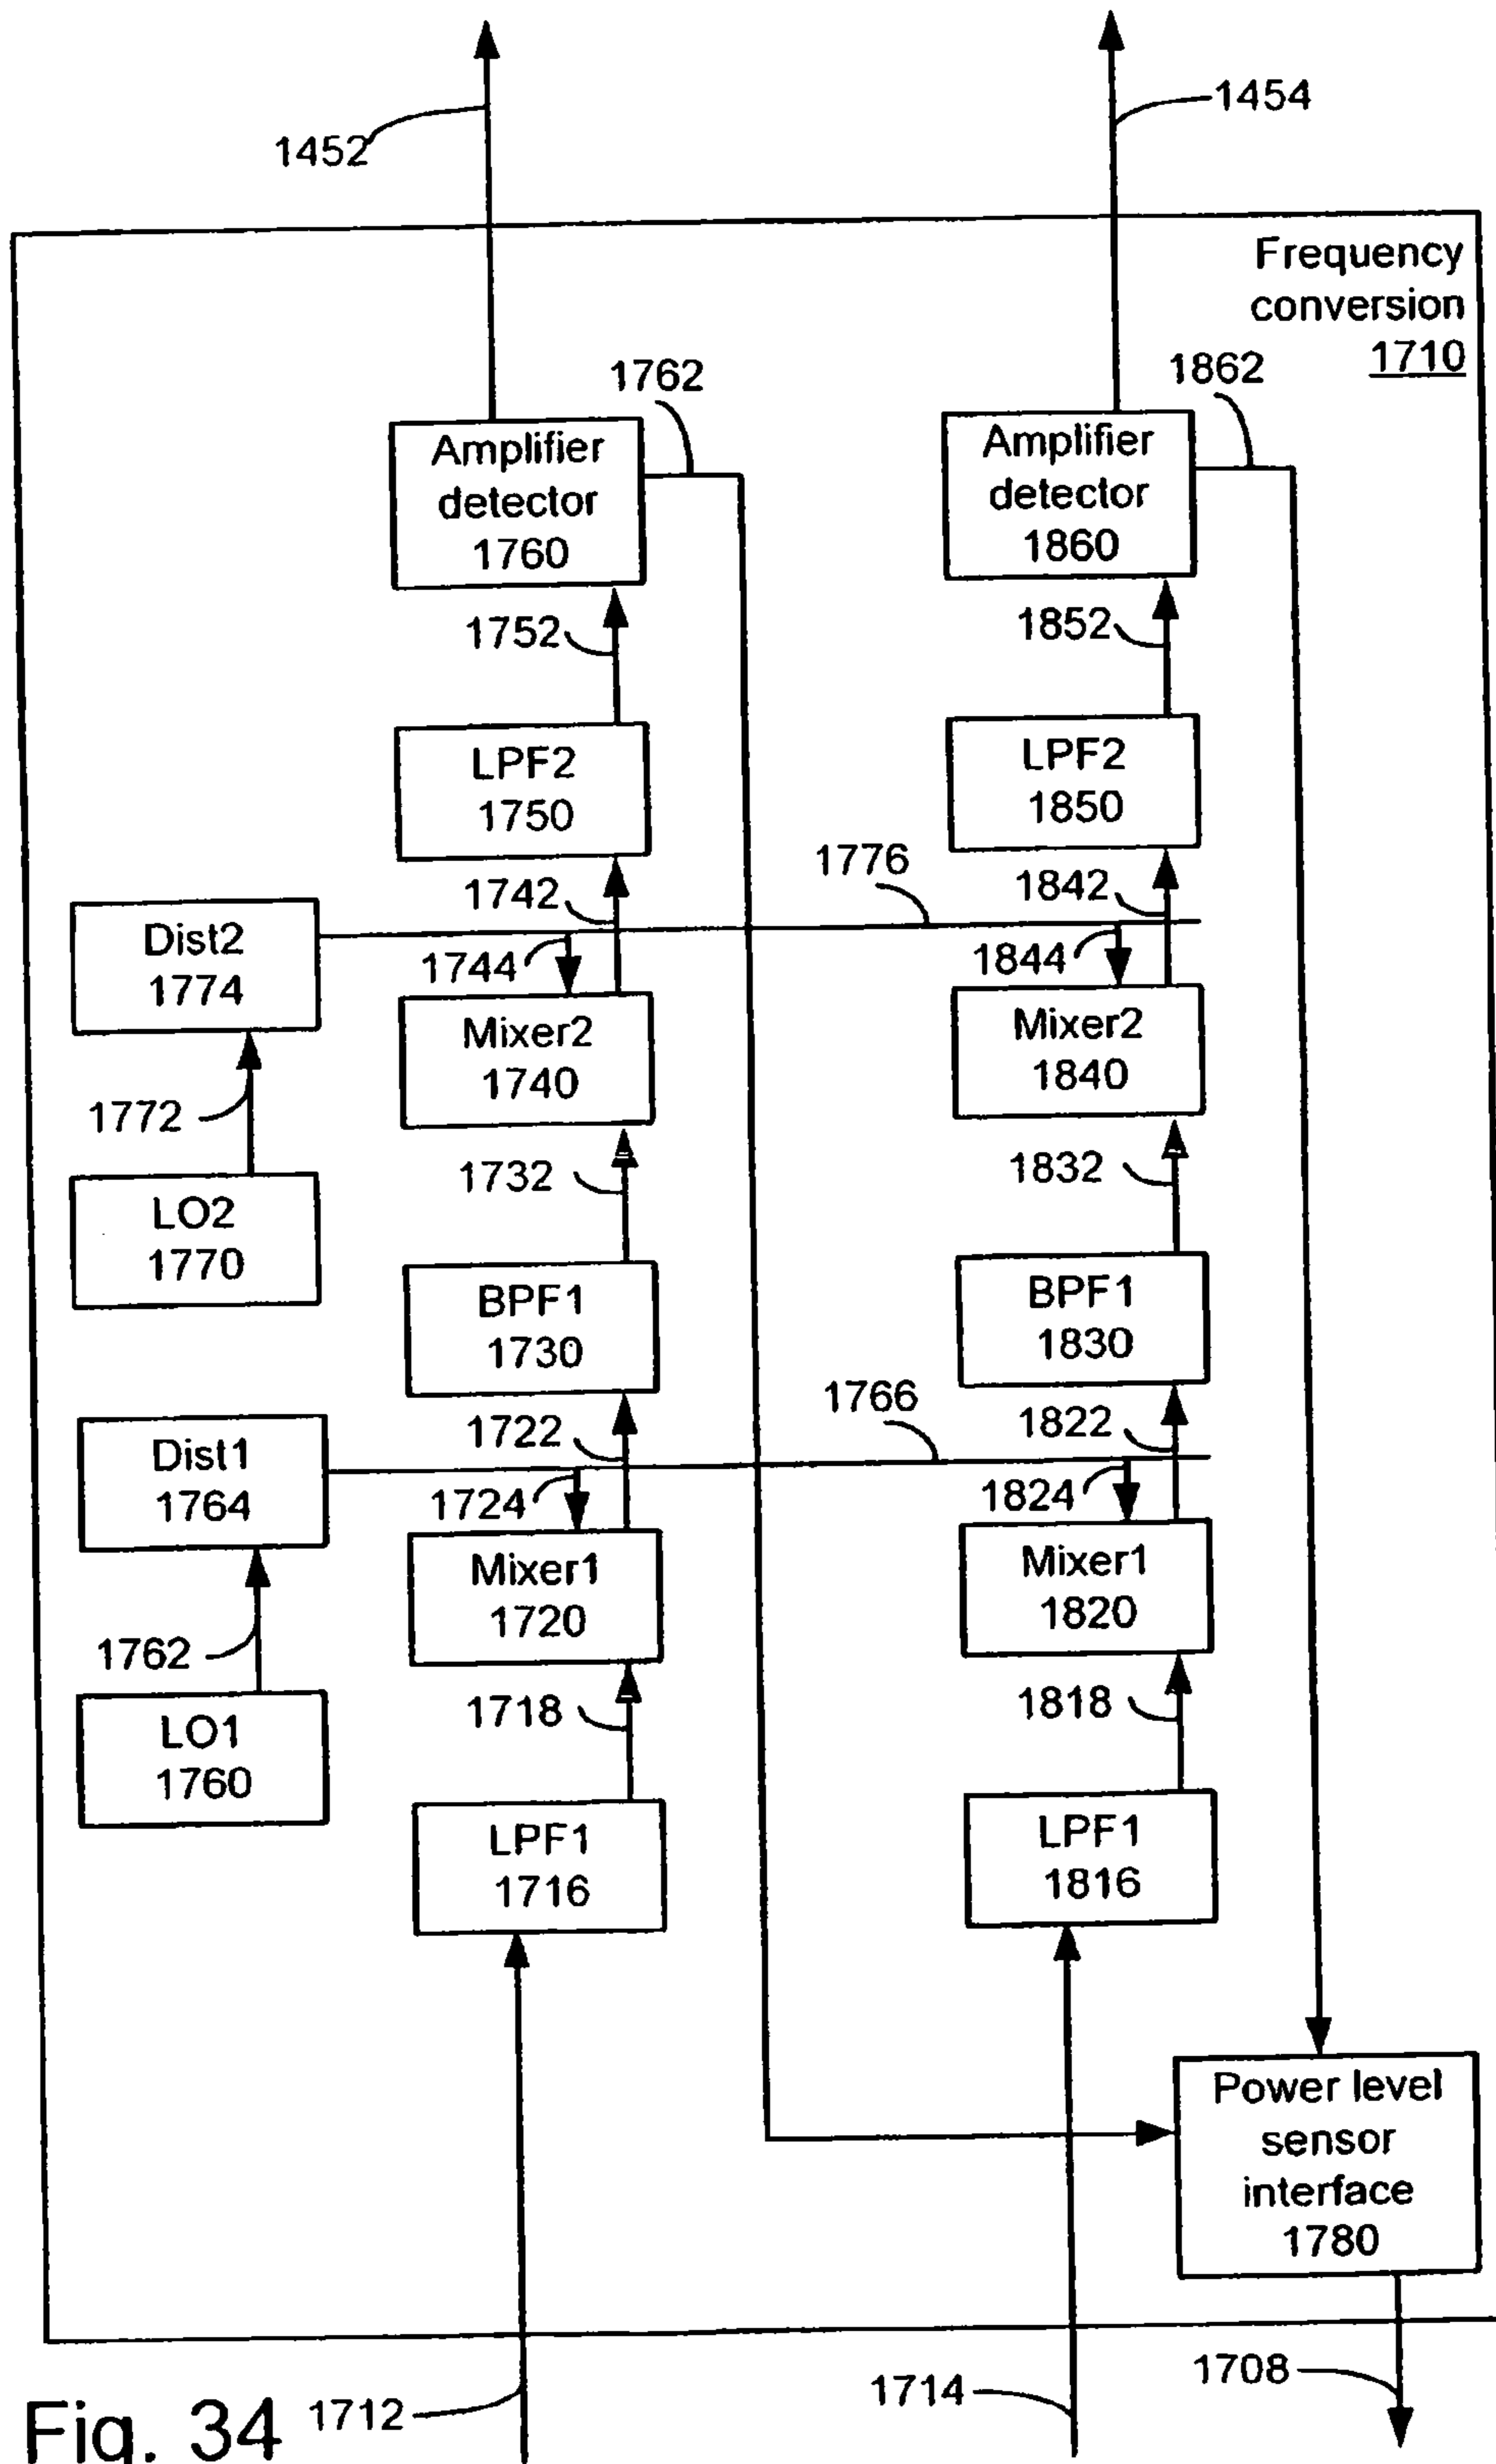 1452
1454
Frequency
conversion
1710
1762
1862
Amplifier
detector
1760
Amplifier
detector
1860
1752
1852
LPF2
1750
LPF2
1850
1776
1742
1842
Dist2
1774
1744
1844
Mixer2
1740
Mixer2
1840
1772
1732
1832
LO2
1770
BPF1
1730
BPF1
1830
1766
1722
1822
Dist1
1764
1724
1824
Mixer1
1720
Mixer1
1820
1762
1718
1818
LO1
1760
LPF1
1716
LPF1
1816
Power level
sensor
interface
1780
1712
1714
1708
Fig. 34